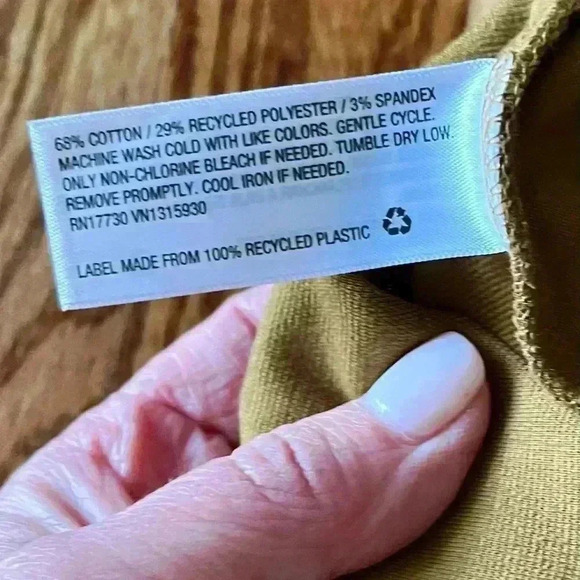 68% COTTON / 29% RECYCLED POLYESTER / 3% SPANDEX
MACHINE WASH COLD WITH LIKE COLORS. GENTLE CYCLE.
ONLY NON-CHLORINE BLEACH IF NEEDED. TUMBLE DRY LOW.
REMOVE PROMPTLY. COOL IRON IF NEEDED.
RN17730 VN1315930
LABEL MADE FROM 100% RECYCLED PLASTIC